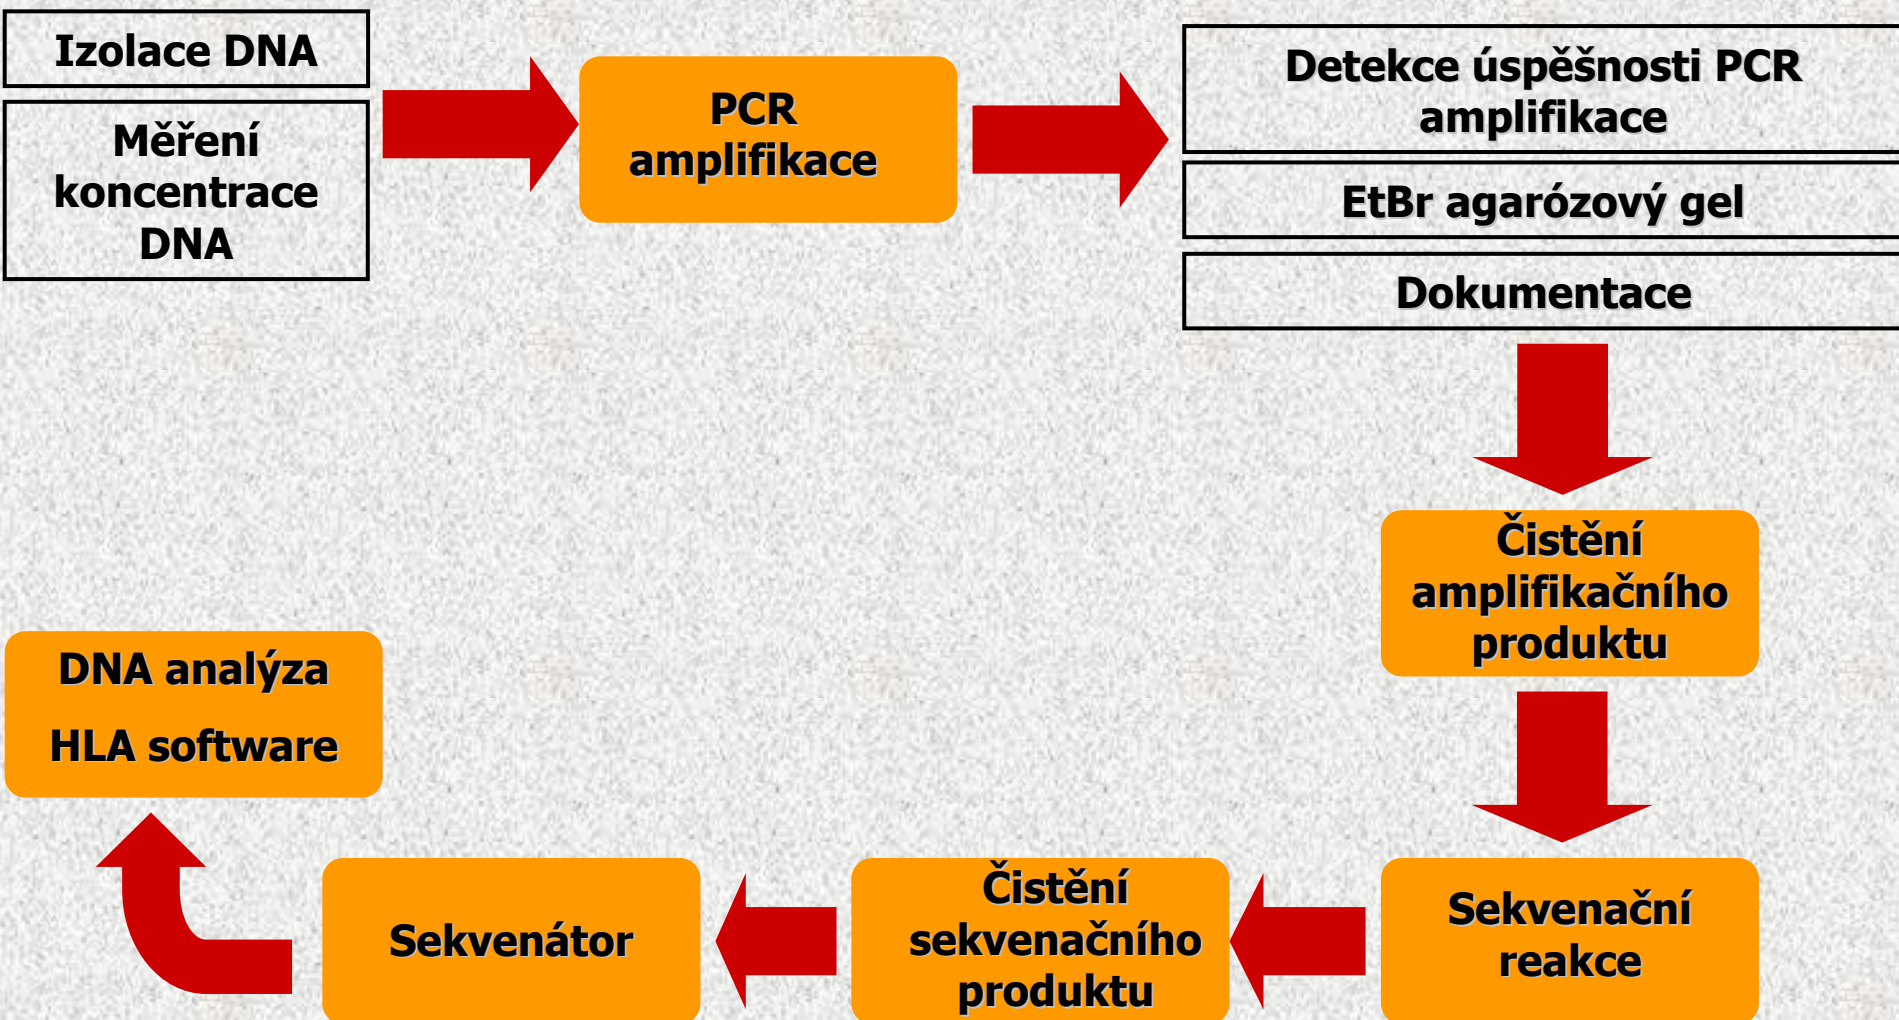 Izolace DNA
Měření
koncentrace
DNA
PCR
amplifikace
Detekce úspěšnosti PCR
amplifikace
EtBr agarózový gel
Dokumentace
Čistění
amplifikačního
produktu
Sekvenační
reakce
Čistění
sekvenačního
produktu
Sekvenátor
DNA analýza
HLA software